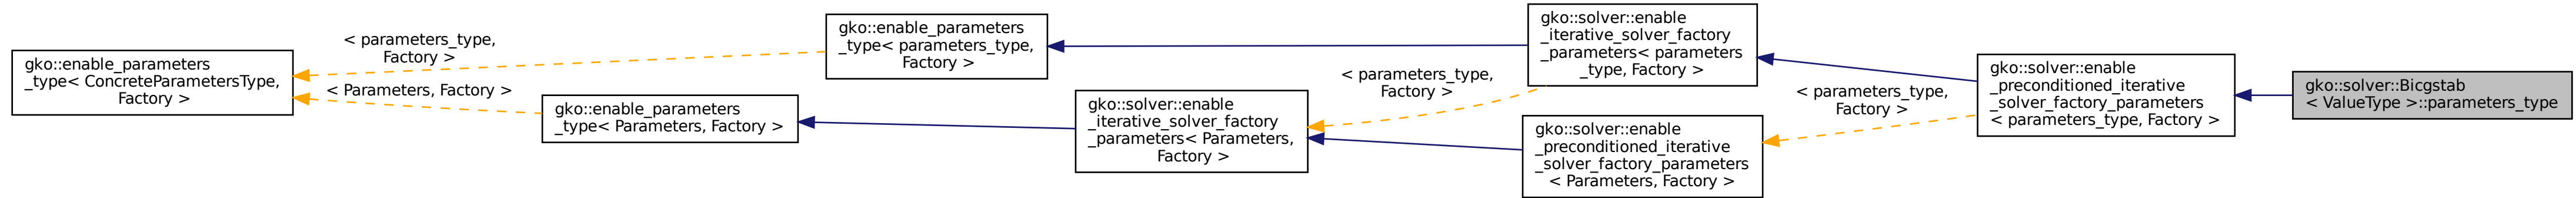 gko::enable_parameters
_type< ConcreteParametersType,
Factory >
< parameters_type,
Factory >
< Parameters, Factory >
gko::enable_parameters
_type< parameters_type,
Factory >
gko::enable_parameters
_type< Parameters, Factory >
gko::solver::enable
_iterative_solver_factory
_parameters< Parameters,
Factory >
< parameters_type,
Factory >
gko::solver::enable
_iterative_solver_factory
_parameters< parameters
_type, Factory >
gko::solver::enable
_preconditioned_iterative
_solver_factory_parameters
< Parameters, Factory >
< parameters_type,
Factory >
gko::solver::enable
_preconditioned_iterative
_solver_factory_parameters
< parameters_type, Factory >
gko::solver::Bicgstab
< ValueType >::parameters_type